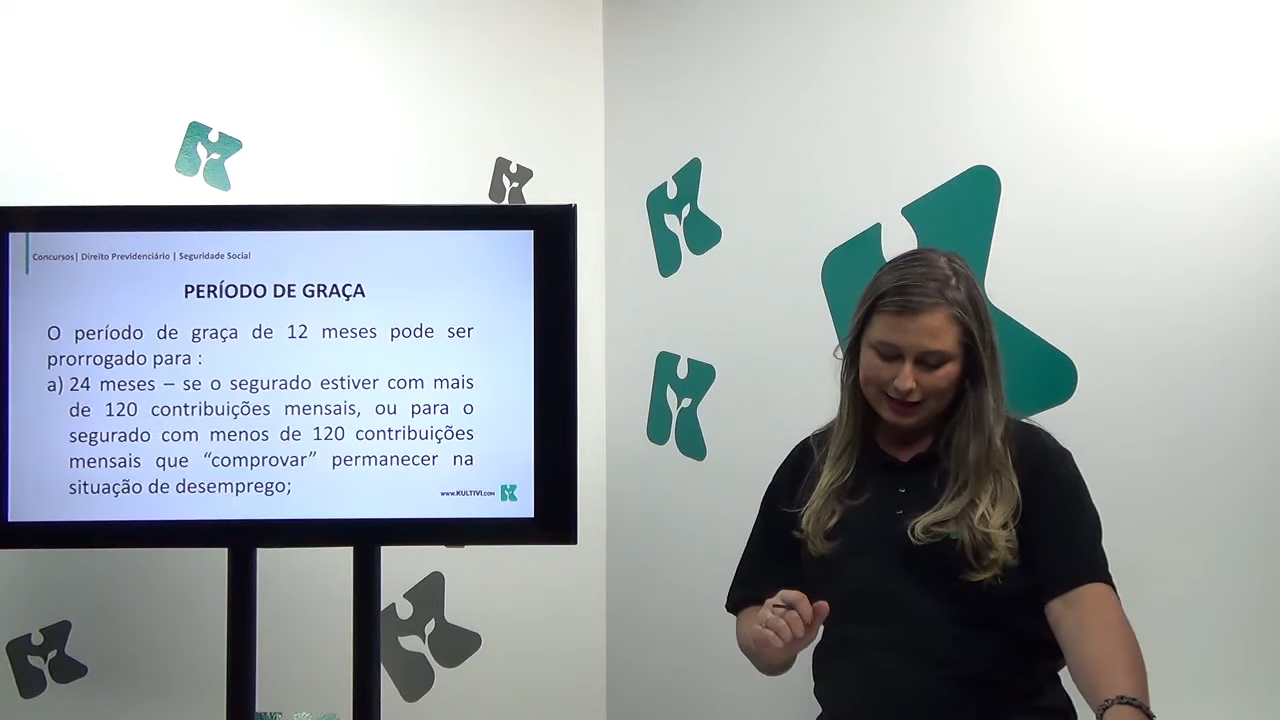 Concursos| Direito Previdenciário | Seguridade Social
PERÍODO DE GRAÇA
O período de graça de 12 meses pode ser
prorrogado para :
a) 24 meses – se o segurado estiver com mais
de 120 contribuições mensais, ou para o
segurado com menos de 120 contribuições
mensais que “comprovar” permanecer na
situação de desemprego;
www.KULTIVI.com